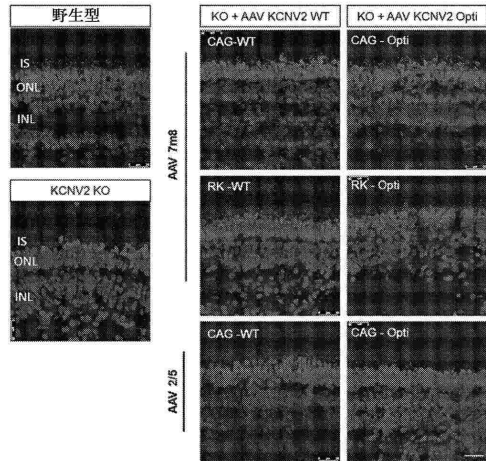 野生型
IS
ONL
INL
KCNV2 KO
IS
ONL
INL
KO + AAV KCNV2 WT
KO + AAV KCNV2 Opti
AAV 7m8
CAG-WT
CAG - Opti
RK -WT
RK - Opti
AAV 2/5
CAG -WT
CAG - Opti